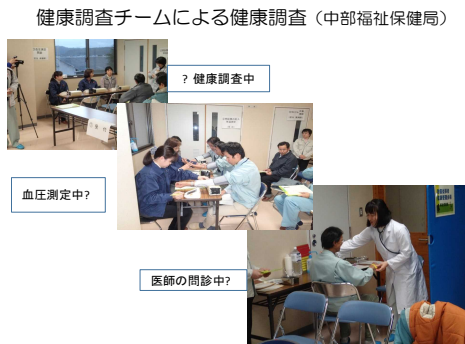 健康調査チームによる健康調査（中部福祉保健局）
? 健康調査中
血圧測定中?
医師の問診中?